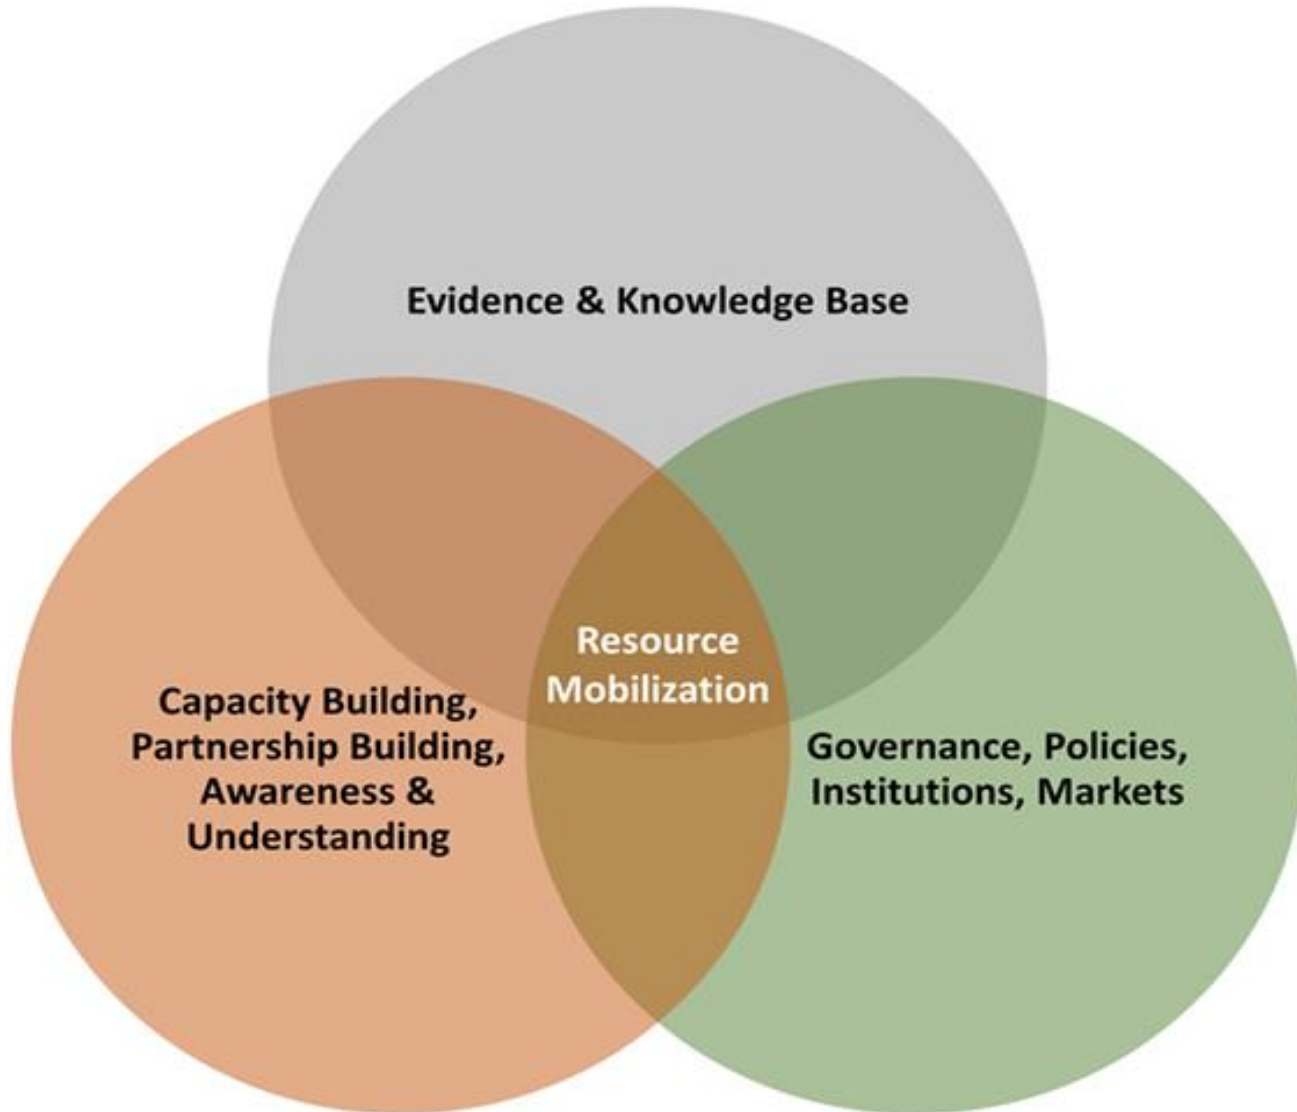 Evidence & Knowledge Base
Resource
Mobilization
Capacity Building,
Partnership Building,
Awareness &
Understanding
Governance, Policies,
Institutions, Markets